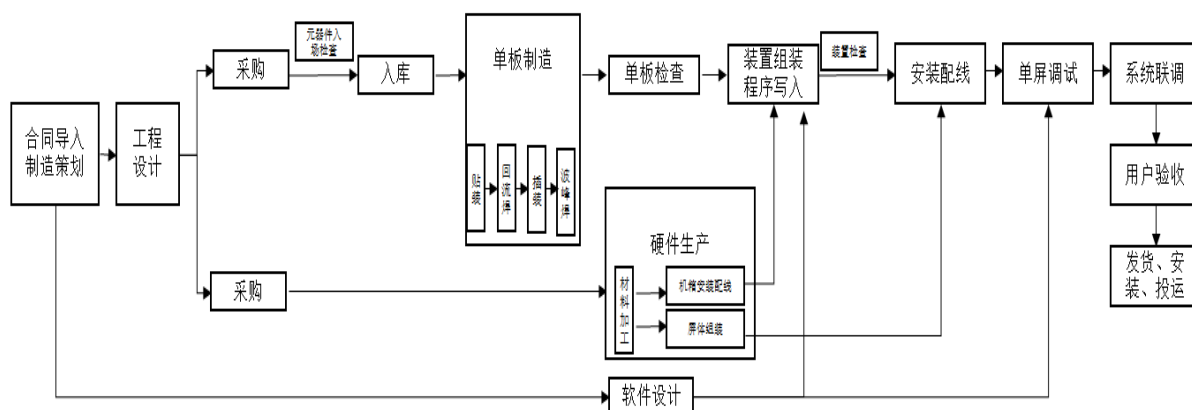 合同导入
制造策划
工程
设计
采购
元器件入
场检查
入库
单板制造
贴装
回流焊
插装
波峰焊
单板检查
装置组装
程序写入
装置检查
安装配线
单屏调试
系统联调
用户验收
发货、安
装、投运
采购
硬件生产
材料加工
机箱安装配线
屏体组装
软件设计